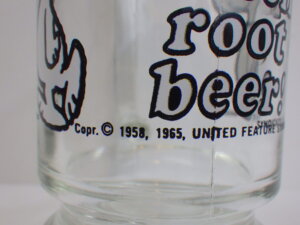 root
beer!
Copr. © 1958, 1965, UNITED FEATURE